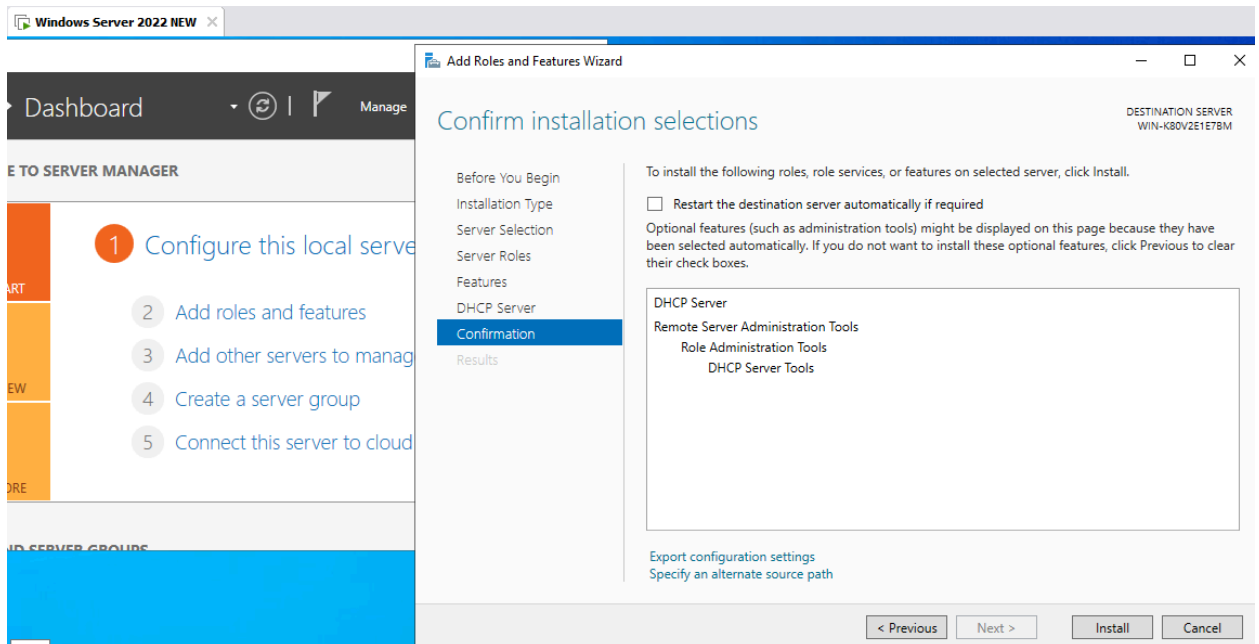 Windows Server 2022 NEW
Add Roles and Features Wizard
Dashboard
Manage
Confirm installation selections
DESTINATION SERVER
WIN-K80V2E1E7BM
E TO SERVER MANAGER
Before You Begin
Installation Type
Server Selection
Server Roles
Features
DHCP Server
Confirmation
Results
To install the following roles, role services, or features on selected server, click Install.
Restart the destination server automatically if required
Optional features (such as administration tools) might be displayed on this page because they have
been selected automatically. If you do not want to install these optional features, click Previous to clear
their check boxes.
DHCP Server
Remote Server Administration Tools
Role Administration Tools
DHCP Server Tools
ART
EW
ORE
1 Configure this local serve
2 Add roles and features
3 Add other servers to manag
4 Create a server group
5 Connect this server to cloud
ND SERVER GROUPS
Export configuration settings
Specify an alternate source path
< Previous
Next >
Install
Cancel